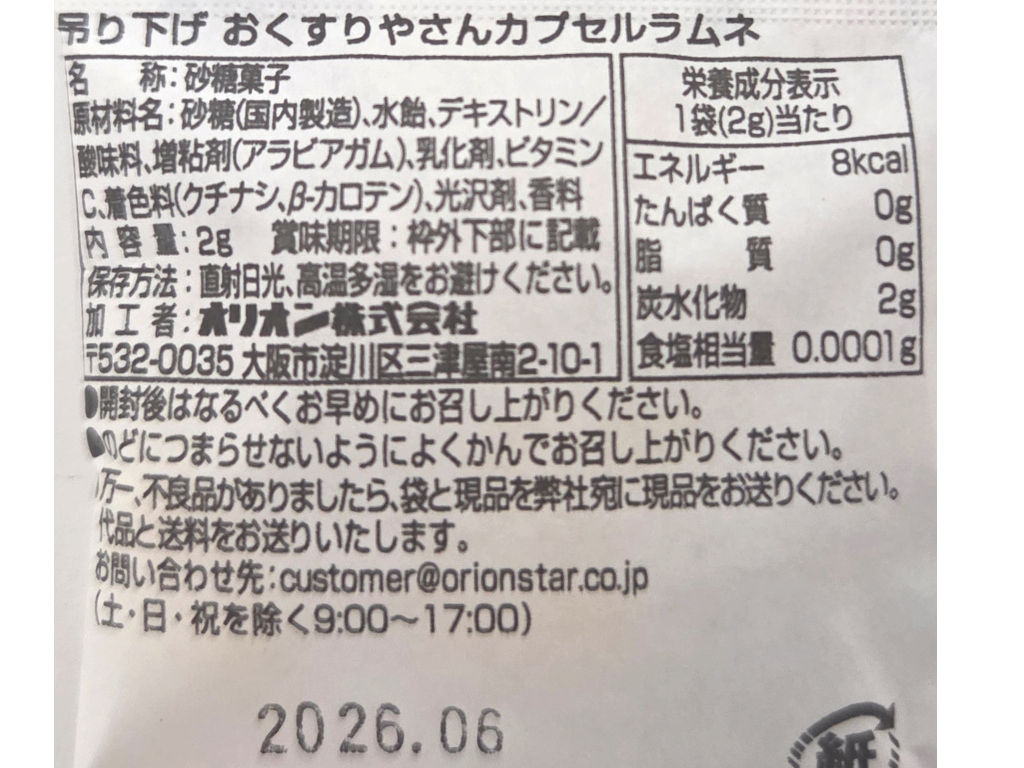 吊り下げ おくすりやさんカプセルラムネ
名 称:砂糖菓子
原材料名:砂糖(国内製造)、水飴、デキストリン/
酸味料、増粘剤(アラビアガム)、乳化剤、ビタミン
C、着色料(クチナシ、β-カロテン)、光沢剤、香料
内容量:2g 賞味期限:枠外下部に記載
保存方法:直射日光、高温多湿をお避けください。
加工者:オリオン株式会社
〒532-0035 大阪市淀川区三津屋南2-10-1
栄養成分表示
1袋(2g)当たり
エネルギー 8kcal
たんぱく質 0g
脂質 0g
炭水化物 2g
食塩相当量 0.0001g
●開封後はなるべくお早めにお召し上がりください。
●のどにつまらせないようによくかんでお召し上がりください。
万一、不良品がありましたら、袋と現品を弊社宛に現品をお送りください。
代品と送料をお送りいたします。
お問い合わせ先:customer@orionstar.co.jp
(土・日・祝を除く9:00〜17:00)
2026.06
紙